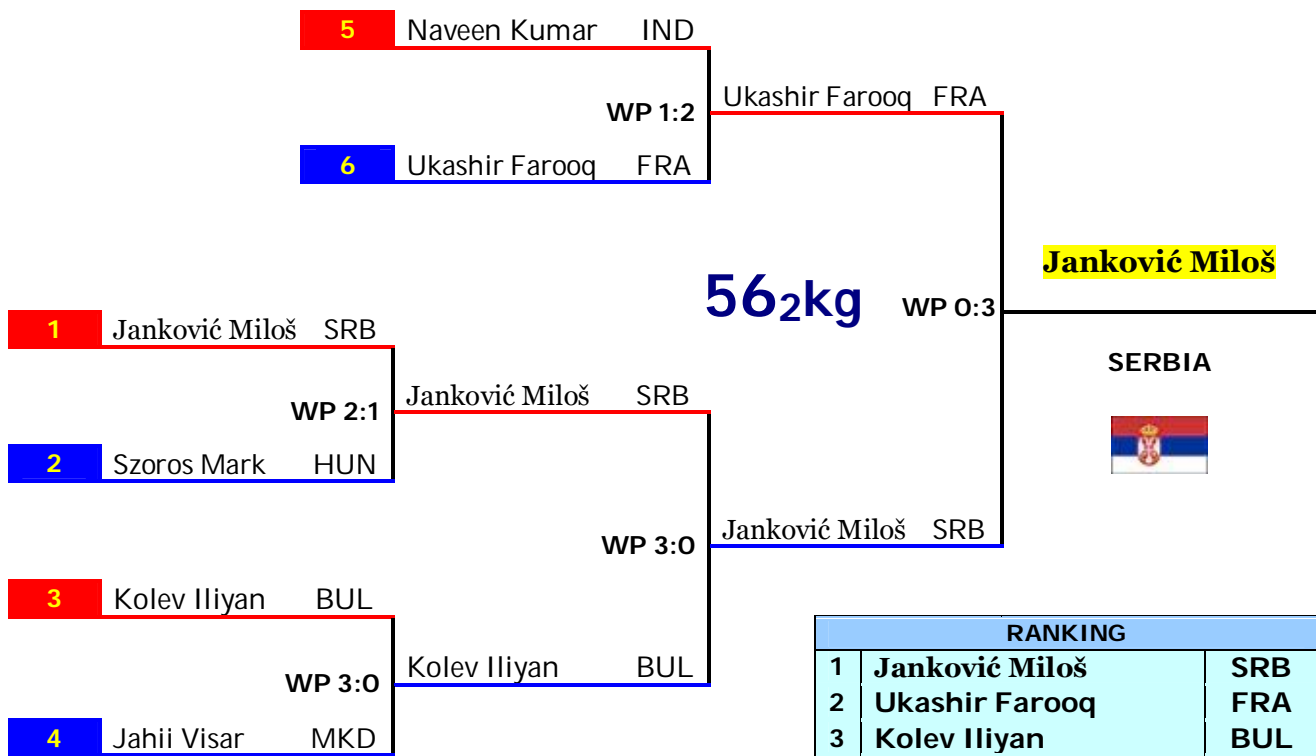 5 Naveen Kumar IND
WP 1:2
Ukashir Farooq FRA
6 Ukashir Farooq FRA
56₂kg
WP 0:3
Janković Miloš
SERBIA
1 Janković Miloš SRB
WP 2:1
Janković Miloš SRB
2 Szoros Mark HUN
WP 3:0
Janković Miloš SRB
3 Kolev Iliyan BUL
WP 3:0
Kolev Iliyan BUL
4 Jahii Visar MKD
RANKING
1 Janković Miloš SRB
2 Ukashir Farooq FRA
3 Kolev Iliyan BUL